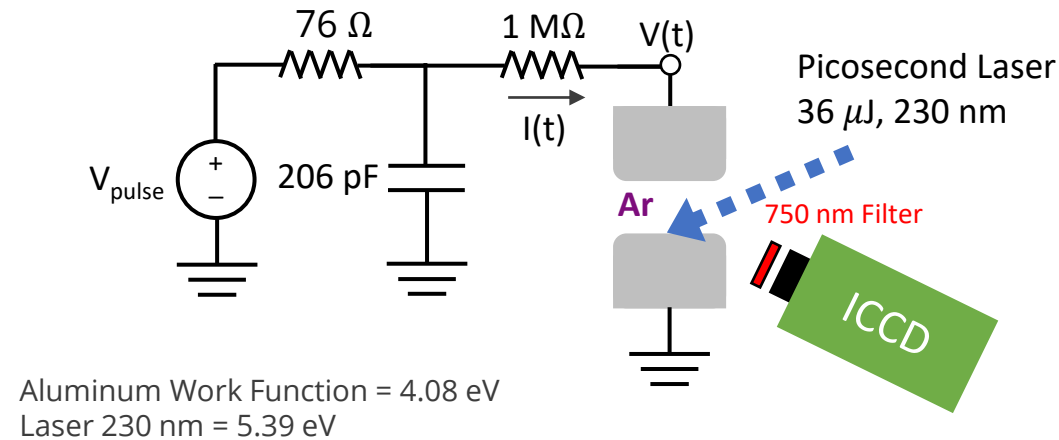 76 Ω
1 MΩ
V(t)
Picosecond Laser
36 𝜇J, 230 nm
I(t)
V_pulse
+
–
206 pF
Ar
750 nm Filter
ICCD
Aluminum Work Function = 4.08 eV
Laser 230 nm = 5.39 eV